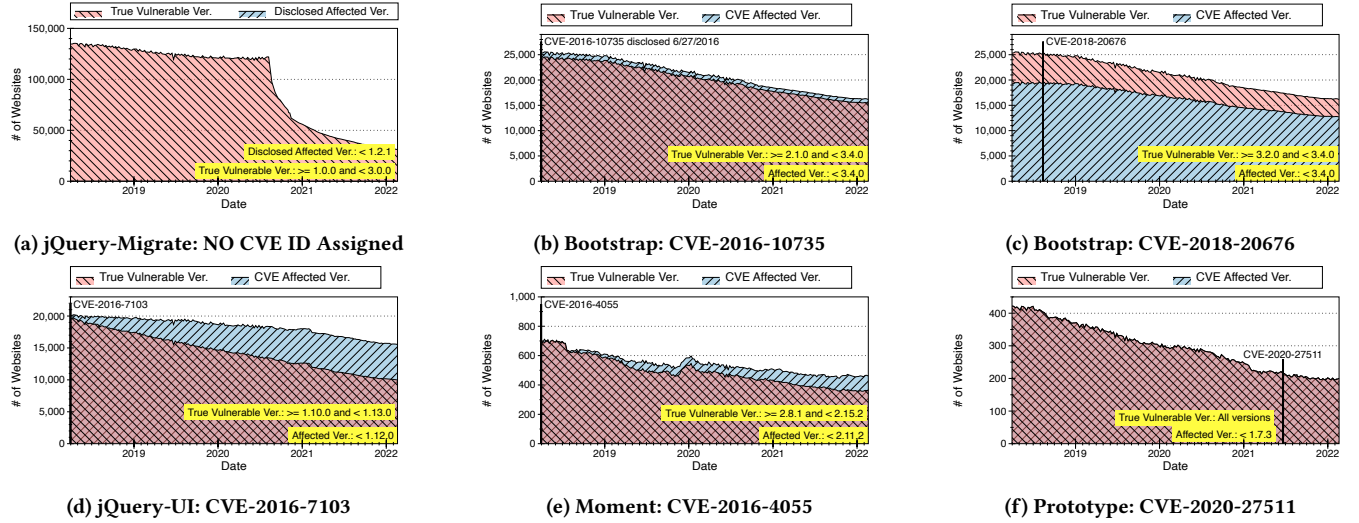 True Vulnerable Ver. Disclosed Affected Ver.
150,000
100,000
50,000
0
# of Websites
Disclosed Affected Ver.: < 1.2.1
True Vulnerable Ver.: >= 1.0.0 and < 3.0.0
2019 2020 2021 2022
Date
(a) jQuery-Migrate: NO CVE ID Assigned
True Vulnerable Ver. CVE Affected Ver.
CVE-2016-10735 disclosed 6/27/2016
25,000
20,000
15,000
10,000
5,000
0
# of Websites
True Vulnerable Ver.: >= 2.1.0 and < 3.4.0
Affected Ver.: < 3.4.0
2019 2020 2021 2022
Date
(b) Bootstrap: CVE-2016-10735
True Vulnerable Ver. CVE Affected Ver.
CVE-2018-20676
25,000
20,000
15,000
10,000
5,000
0
# of Websites
True Vulnerable Ver.: >= 3.2.0 and < 3.4.0
Affected Ver.: < 3.4.0
2019 2020 2021 2022
Date
(c) Bootstrap: CVE-2018-20676
True Vulnerable Ver. CVE Affected Ver.
CVE-2016-7103
20,000
15,000
10,000
5,000
0
# of Websites
True Vulnerable Ver.: >= 1.10.0 and < 1.13.0
Affected Ver.: < 1.12.0
2019 2020 2021 2022
Date
(d) jQuery-UI: CVE-2016-7103
True Vulnerable Ver. CVE Affected Ver.
1,000
CVE-2016-4055
800
600
400
200
0
# of Websites
True Vulnerable Ver.: >= 2.8.1 and < 2.15.2
Affected Ver.: < 2.11.2
2019 2020 2021 2022
Date
(e) Moment: CVE-2016-4055
True Vulnerable Ver. CVE Affected Ver.
400
300
200
400
0
# of Websites
CVE-2020-27511
True Vulnerable Ver.: All versions
Affected Ver.: < 1.7.3
2019 2020 2021 2022
Date
(f) Prototype: CVE-2020-27511